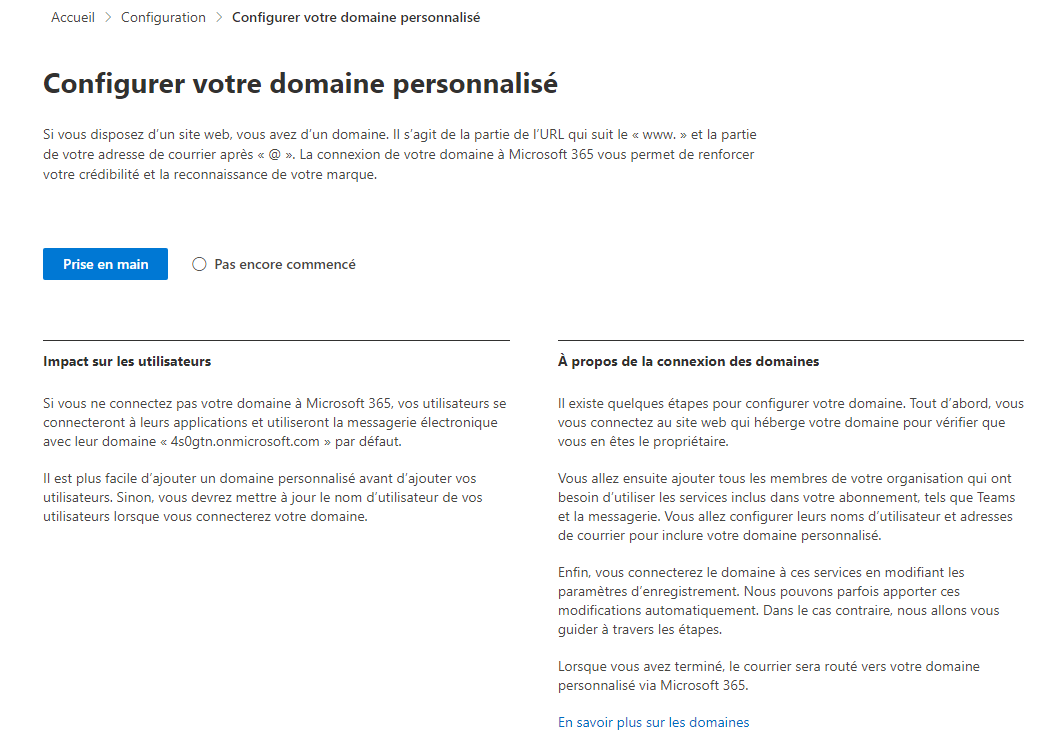 Accueil > Configuration > Configurer votre domaine personnalisé
Configurer votre domaine personnalisé
Si vous disposez d’un site web, vous avez d’un domaine. Il s’agit de la partie de l’URL qui suit le « www. » et la partie
de votre adresse de courrier après « @ ». La connexion de votre domaine à Microsoft 365 vous permet de renforcer
votre crédibilité et la reconnaissance de votre marque.
Prise en main
Pas encore commencé
Impact sur les utilisateurs
Si vous ne connectez pas votre domaine à Microsoft 365, vos utilisateurs se
connecteront à leurs applications et utiliseront la messagerie électronique
avec leur domaine « 4s0gtn.onmicrosoft.com » par défaut.
Il est plus facile d’ajouter un domaine personnalisé avant d’ajouter vos
utilisateurs. Sinon, vous devrez mettre à jour le nom d’utilisateur de vos
utilisateurs lorsque vous connecterez votre domaine.
À propos de la connexion des domaines
Il existe quelques étapes pour configurer votre domaine. Tout d’abord, vous
vous connectez au site web qui héberge votre domaine pour vérifier que
vous en êtes le propriétaire.
Vous allez ensuite ajouter tous les membres de votre organisation qui ont
besoin d’utiliser les services inclus dans votre abonnement, tels que Teams
et la messagerie. Vous allez configurer leurs noms d’utilisateur et adresses
de courrier pour inclure votre domaine personnalisé.
Enfin, vous connecterez le domaine à ces services en modifiant les
paramètres d’enregistrement. Nous pouvons parfois apporter ces
modifications automatiquement. Dans le cas contraire, nous allons vous
guider à travers les étapes.
Lorsque vous avez terminé, le courrier sera routé vers votre domaine
personnalisé via Microsoft 365.
En savoir plus sur les domaines